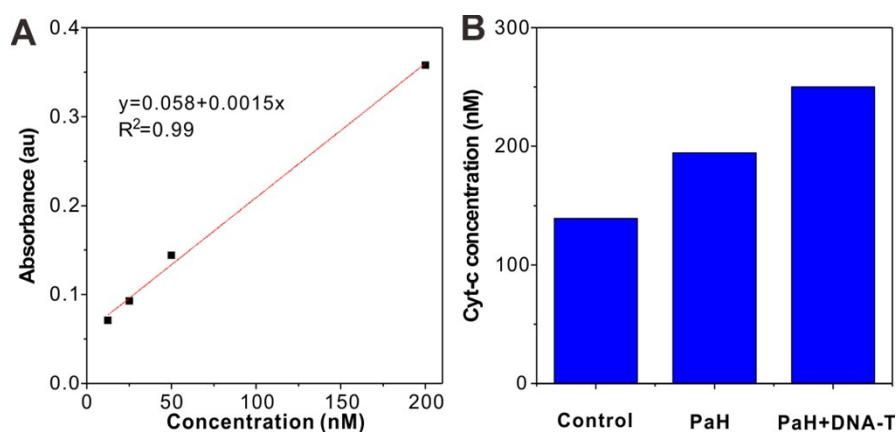 A
Absorbance (au)
0.4
0.3
0.2
0.1
0.0
y=0.058+0.0015x
R²=0.99
0
50
100
150
200
Concentration (nM)
B
Cyt-c concentration (nM)
300
200
100
0
Control
PaH
PaH+DNA-T